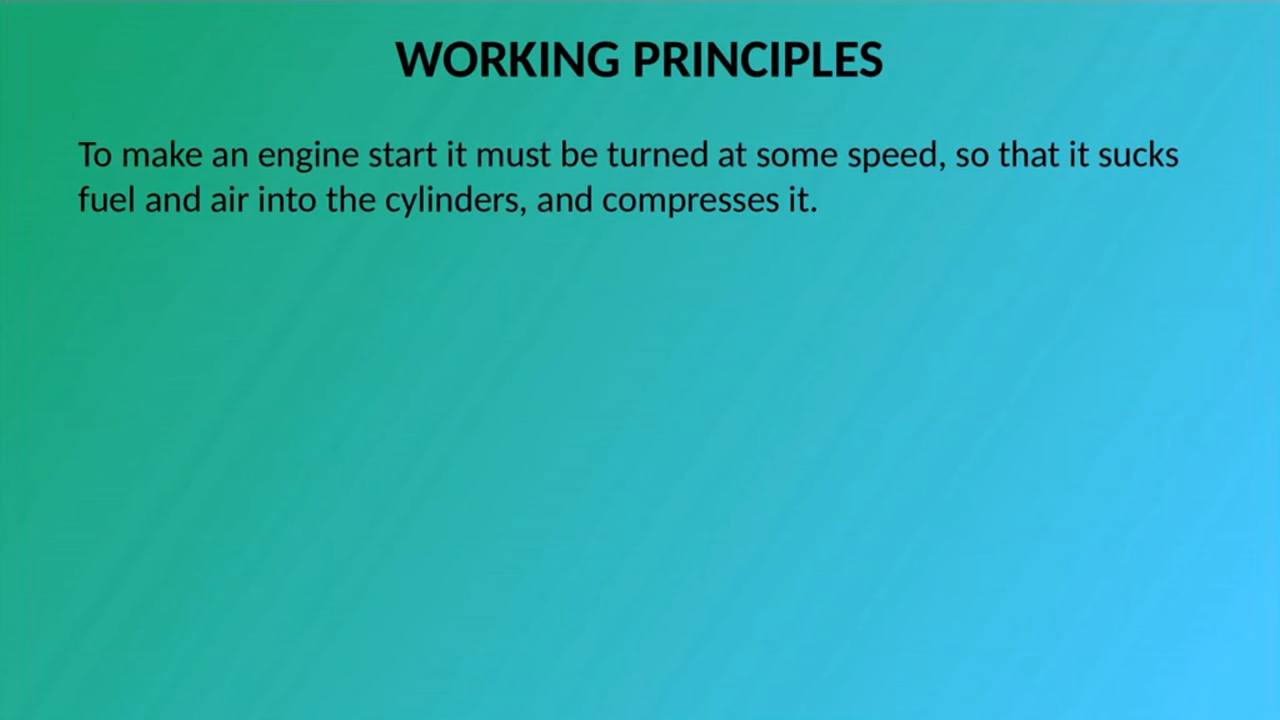 WORKING PRINCIPLES
To make an engine start it must be turned at some speed, so that it sucks
fuel and air into the cylinders, and compresses it.